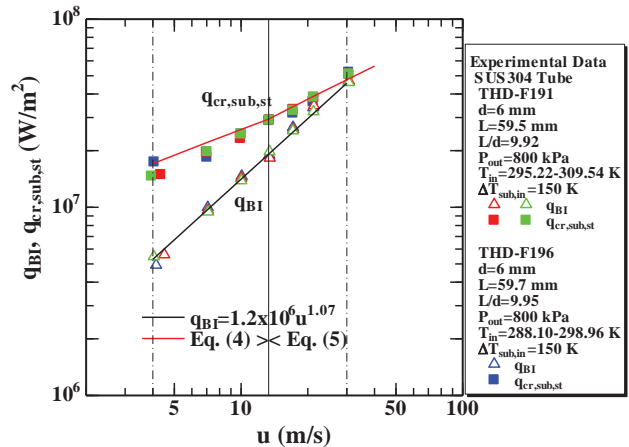 10^8
10^7
10^6
q_BI, q_cr,sub,st (W/m^2)
q_cr,sub,st
q_BI
q_BI=1.2x10^6u^1.07
Eq. (4) >< Eq. (5)
5 10 50 100
u (m/s)
Experimental Data
SUS304 Tube
THD-F191
d=6 mm
L=59.5 mm
L/d=9.92
P_out=800 kPa
T_in=295.22-309.54 K
ΔT_sub,in=150 K
q_BI
q_cr,sub,st
THD-F196
d=6 mm
L=59.7 mm
L/d=9.95
P_out=800 kPa
T_in=288.10-298.96 K
ΔT_sub,in=150 K
q_BI
q_cr,sub,st